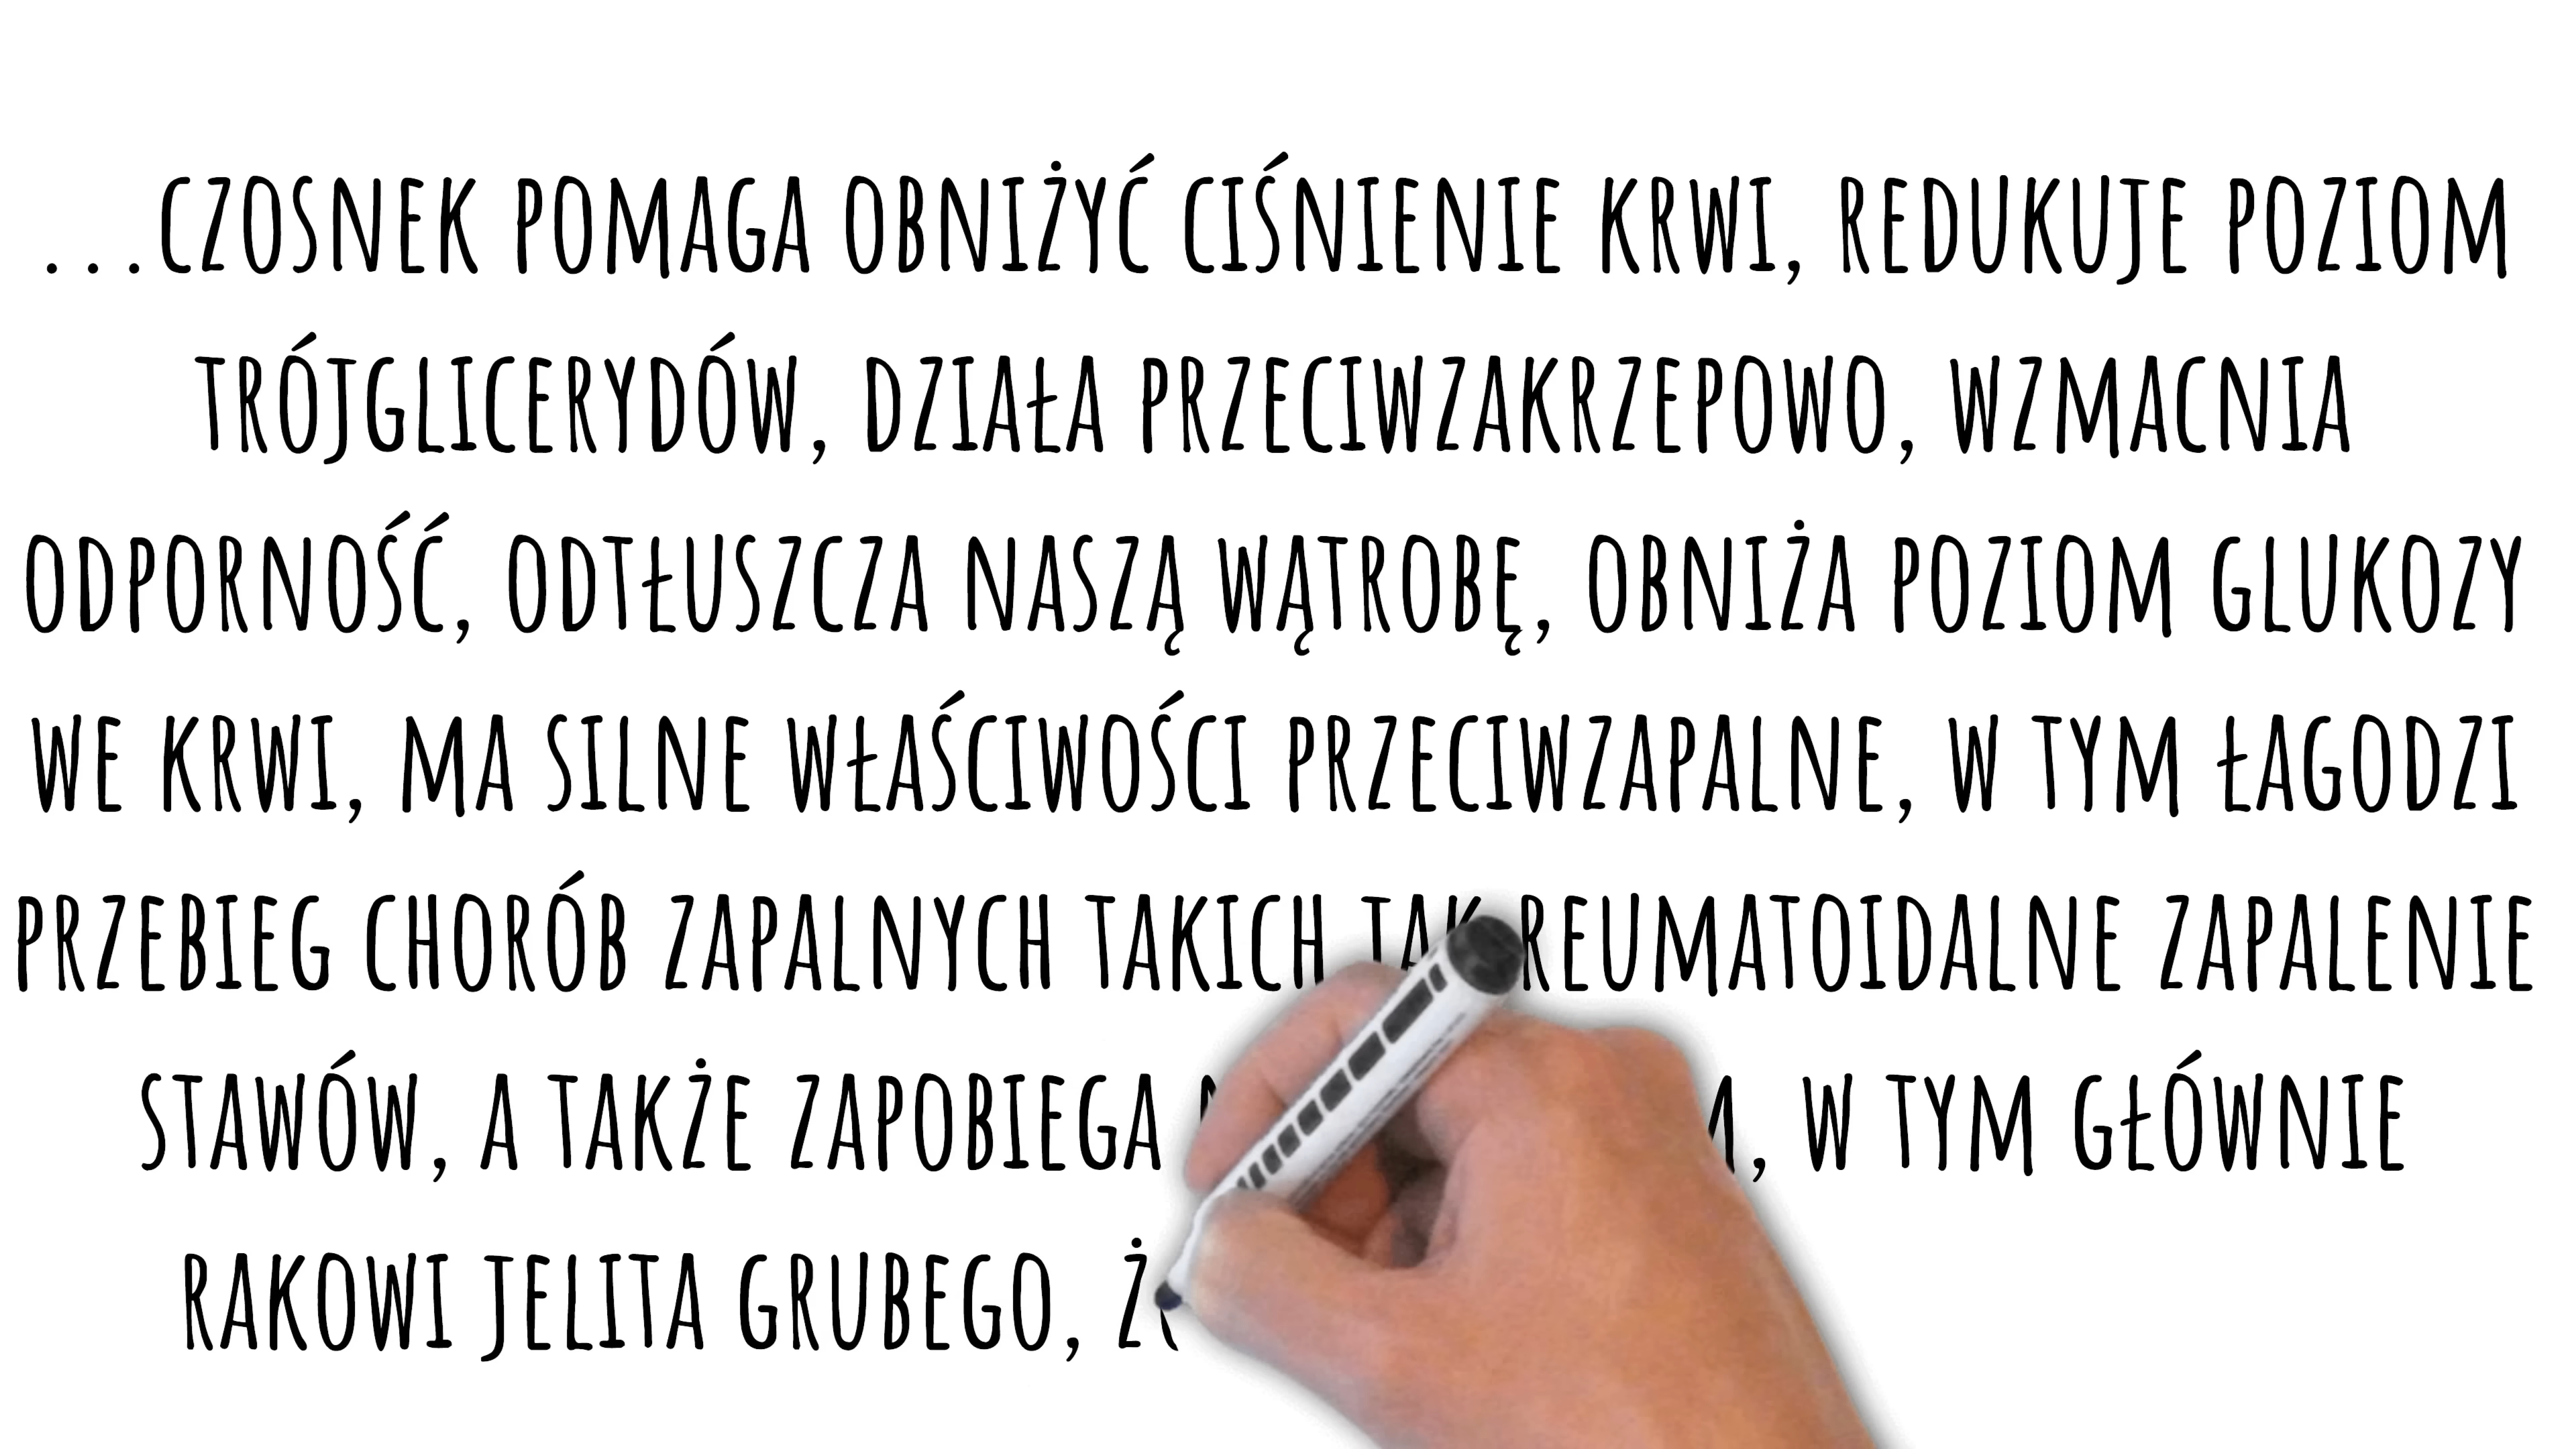 ...CZOSNEK POMAGA OBNIŻYĆ CIŚNIENIE KRWI, REDUKUJE POZIOM
TRÓJGLICERYDÓW, DZIAŁA PRZECIWZAKRZEPOWO, WZMACNIA
ODPORNOŚĆ, ODTŁUSZCZA NASZĄ WĄTROBĘ, OBNIŻA POZIOM GLUKOZY
WE KRWI, MA SILNE WŁAŚCIWOŚCI PRZECIWZAPALNE, W TYM ŁAGODZI
PRZEBIEG CHORÓB ZAPALNYCH TAKICH REUMATOIDALNE ZAPALENIE
STAWÓW, A TAKŻE ZAPOBIEGA , W TYM GŁÓWNIE
RAKOWI JELITA GRUBEGO,